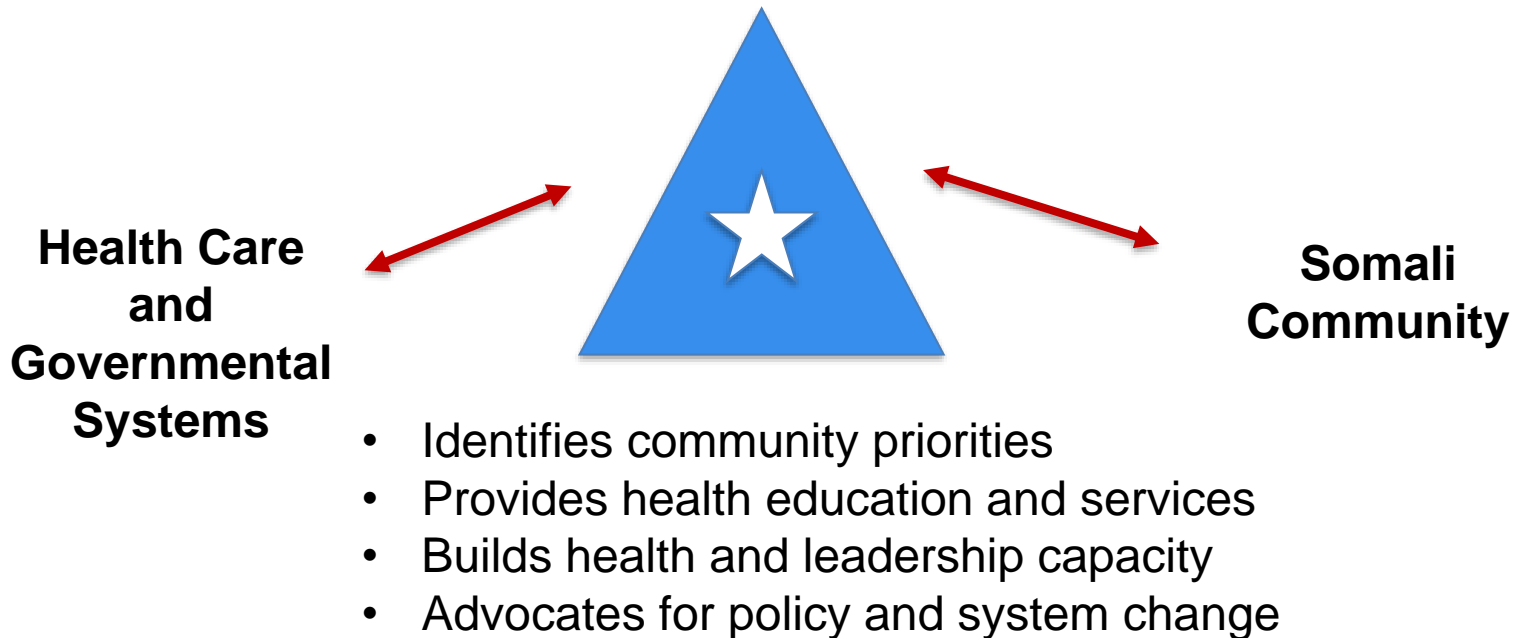 Health Care
and
Governmental
Systems
Somali
Community
• Identifies community priorities
• Provides health education and services
• Builds health and leadership capacity
• Advocates for policy and system change